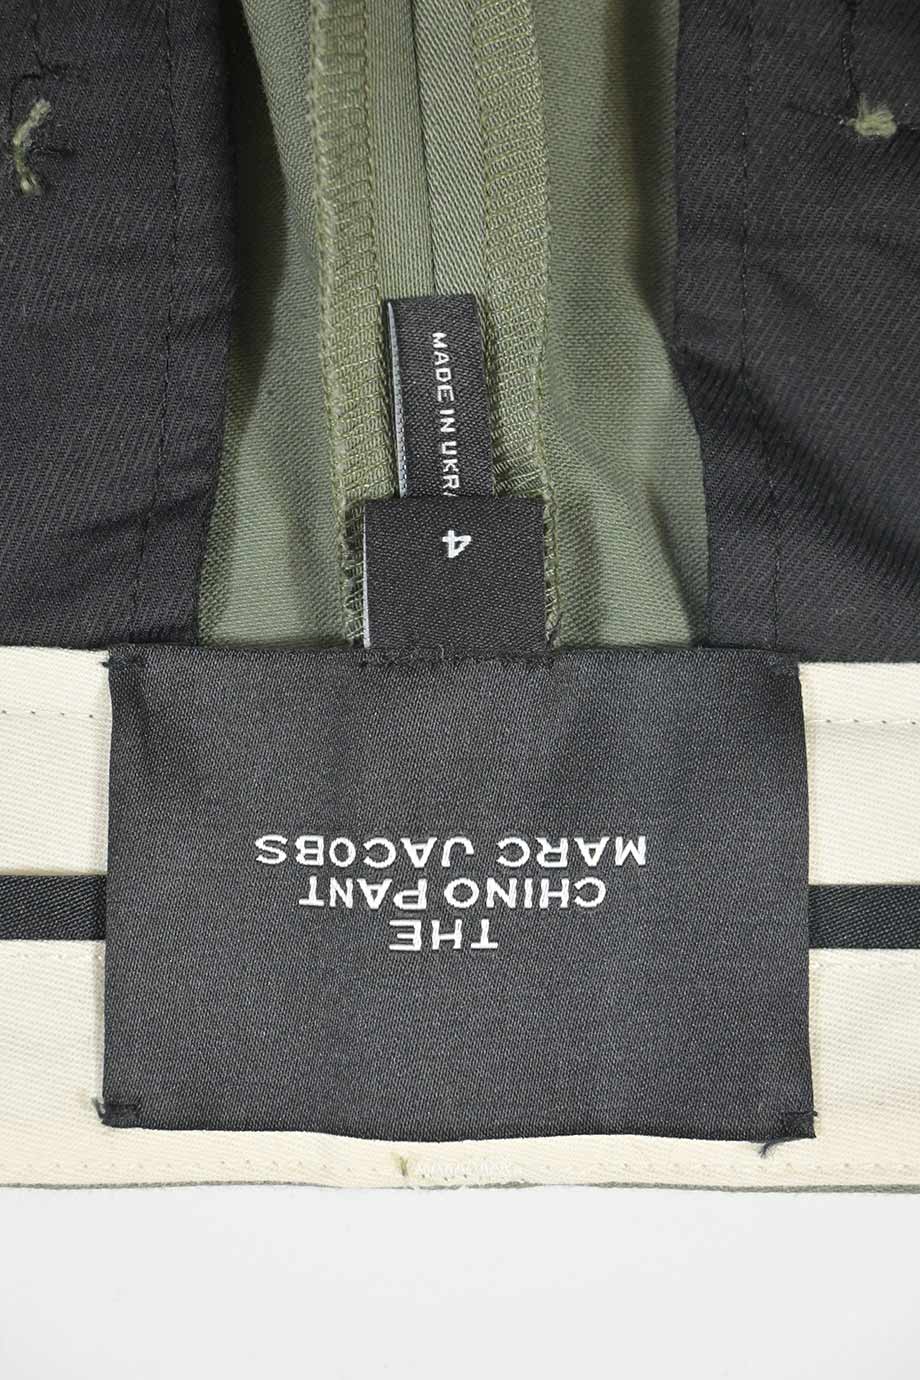 THE
CHINO PANT
MARC JACOBS
4
MADE IN UKRA